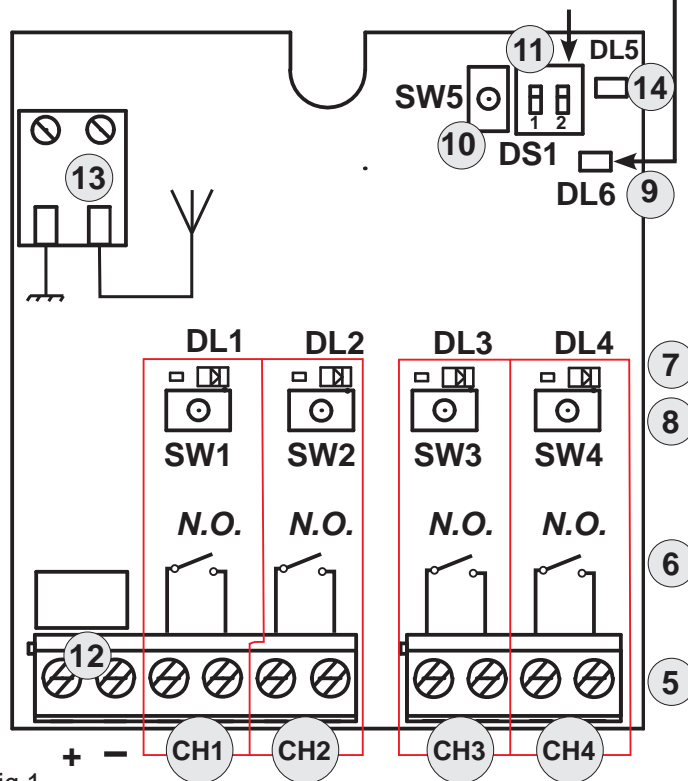 11 DL5
SW5 14
1 2
10 DS1
13 DL6 9
DL1 DL2 DL3 DL4 7
8
SW1 SW2 SW3 SW4
N.O. N.O. N.O. N.O.
6
12 5
+ – CH1 CH2 CH3 CH4